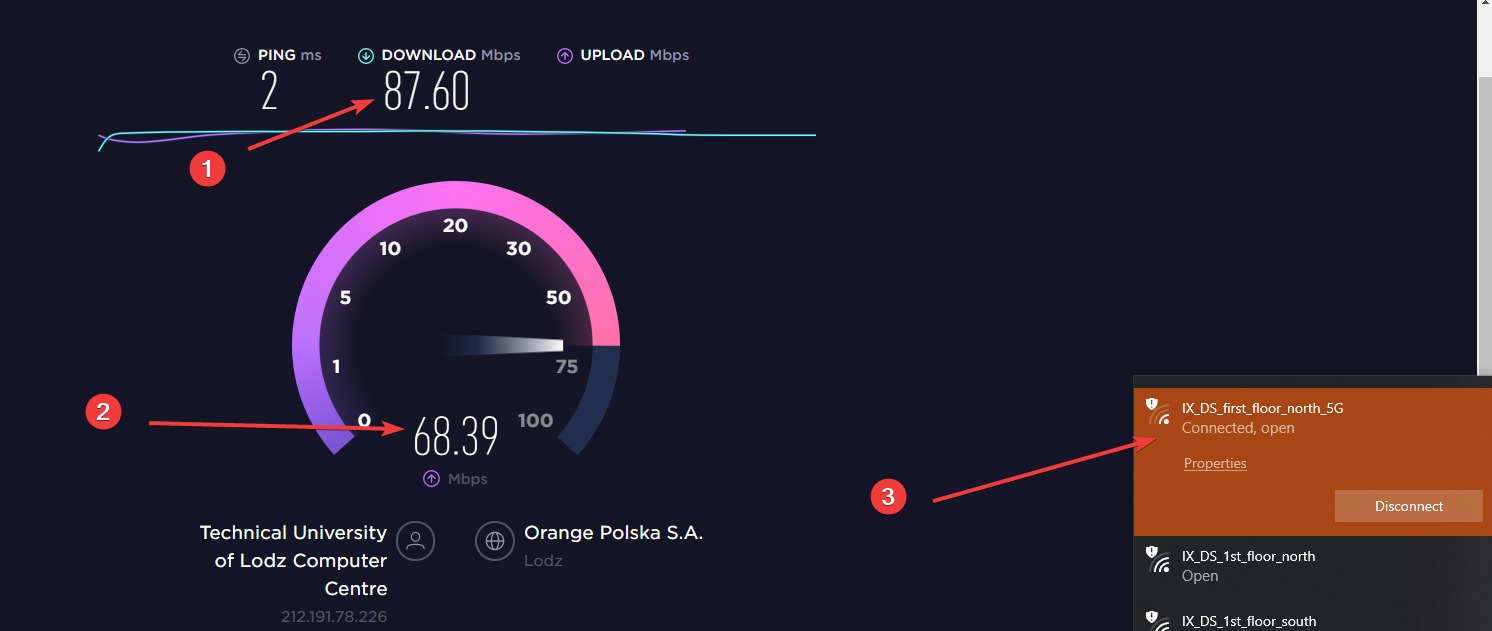 PING ms
2
DOWNLOAD Mbps
87.60
UPLOAD Mbps
1
0
1
5
10
20
30
50
75
100
2
68.39
Mbps
Technical University
of Lodz Computer
Centre
212.191.78.226
Orange Polska S.A.
Lodz
3
IX_DS_first_floor_north_5G
Connected, open
Properties
Disconnect
IX_DS_1st_floor_north
Open
IX_DS_1st_floor_south